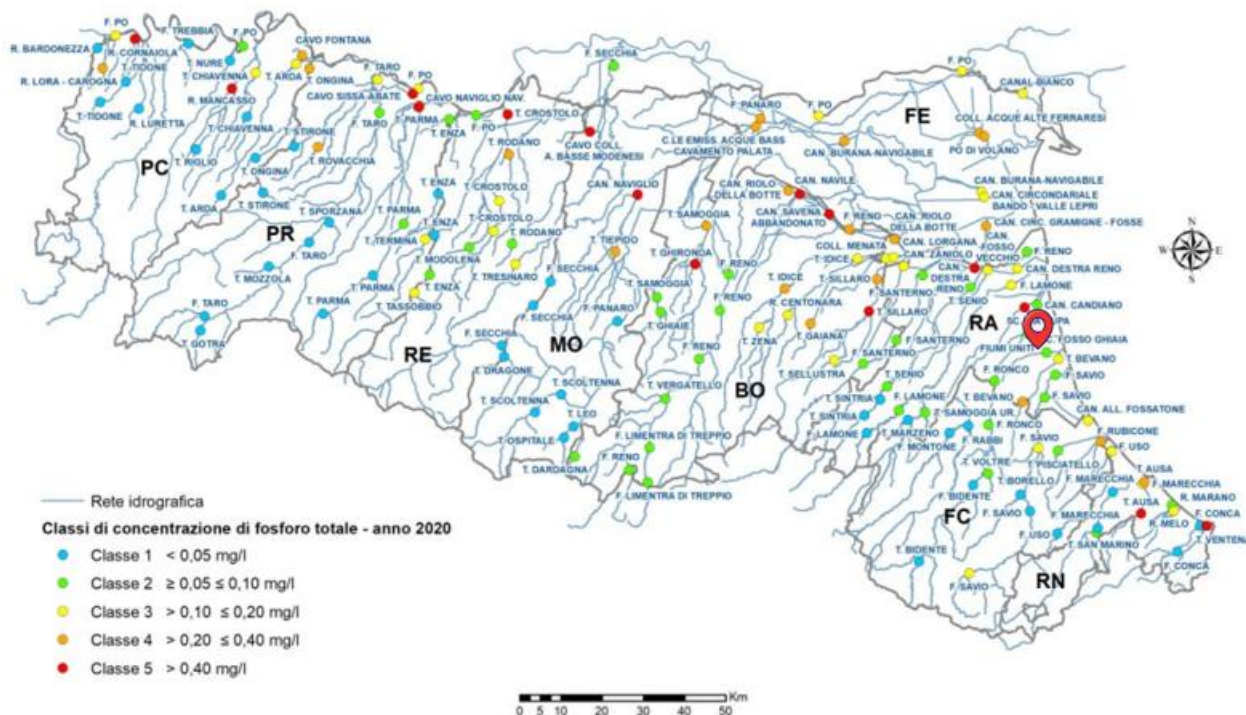 F. PO
F. TREBBIA
F. PO
CAVO FONTANA
R. BARDONEZZA
R. CORNAIOLA
T. TIDONE
T. NURE
R. LORA - CAROGNA
T. CHIAVENNA
T. ARDA
T. ONGINA
F. TARO
F. PO
F. SECCHIA
F. PO
CANAL BIANCO
R. MANCASSO
CAVO SISSA ABATE
CAVO NAVIGLIO NAV.
T. TIDONE
R. LURETTA
T. CHIAVENNA
F. TARO
T. PARMA
T. ENZA
F. PO
T. CROSTOLO
F. PANARO
F. PO
FE
COLL. ACQUE ALTE FERRARESI
T. STIRONE
T. RODANO
CAVO COLL.
A. BASSE MODENESI
C.LE EMISS. ACQUE BASS
CAVAMENTO PALATA
CAN. BURANA-NAVIGABILE
PO DI VOLANO
PC
T. RIGLIO
T. ROVACCHIA
T. ONGINA
T. ENZA
T. CROSTOLO
CAN. NAVIGLIO
CAN. RIOLO
DELLA BOTTE
CAN. NAVILE
CAN. BURANA-NAVIGABILE
CAN. CIRCONDARIALE
BANDO - VALLE LEPRI
T. ARDA
T. STIRONE
T. SPORZANA
T. PARMA
T. ENZA
T. CROSTOLO
T. RODANO
T. SAMOGGIA
CAN. SAVENA
ABBANDONATO
F. RENO
CAN. RIOLO
DELLA BOTTE
CAN. CIRC. GRAMIGNE - FOSSE
PR
F. TARO
T. TERMINA
T. MODOLENA
T. TRESINARO
T. TIEPIDO
T. GHIRONDA
COLL. MENATA
CAN. LORGANA
CAN.
FOSSO
VECCHIO
F. RENO
T. MOZZOLA
T. PARMA
T. ENZA
F. SECCHIA
T. SAMOGGIA
F. RENO
T. IDICE
T. IDICE
CAN. ZANIOLO
CAN.
DESTRA
RENO
CAN. DESTRA RENO
T. TASSOBBIO
F. PANARO
R. CENTONARA
T. SILLARO
F. SANTERNO
F. LAMONE
F. TARO
T. PARMA
F. SECCHIA
T. GHIAIE
F. RENO
T. SENIO
CAN. CANDIANO
T. GOTRA
F. SECCHIA
T. ZENA
T. GAIANA
T. SILLARO
RA
RE
MO
F. RENO
F. SANTERNO
FIUMI UNITI
FOSSO GHIAIA
T. BEVANO
T. DRAGONE
T. VERGATELLO
BO
T. SELLUSTRA
F. SANTERNO
F. RONCO
F. SAVIO
T. SCOLTENNA
T. SENIO
T. SCOLTENNA
T. LEO
T. SINTRIA
F. LAMONE
T. BEVANO
F. SAVIO
T. SINTRIA
T. SAMOGGIA UR.
CAN. ALL. FOSSATONE
T. OSPITALE
F. LIMENTRA DI TREPPIO
F. LAMONE
T. MARZENO
F. RONCO
F. RUBICONE
F. MONTONE
F. RABBI
F. SAVIO
F. USO
F. RENO
T. VOLTRE
T. PISCIATELLO
T. DARDAGNA
F. LIMENTRA DI TREPPIO
F. BIDENTE
T. BORELLO
F. MARECCHIA
T. AUSA
F. MARECCHIA
T. AUSA
R. MARANO
FC
F. SAVIO
F. MARECCHIA
R. MELO
F. CONCA
F. USO
T. SAN MARINO
T. VENTENA
T. BIDENTE
F. CONCA
F. SAVIO
RN
N
W
E
S
Rete idrografica
Classi di concentrazione di fosforo totale - anno 2020
Classe 1 < 0,05 mg/l
Classe 2 ≥ 0,05 ≤ 0,10 mg/l
Classe 3 > 0,10 ≤ 0,20 mg/l
Classe 4 > 0,20 ≤ 0,40 mg/l
Classe 5 > 0,40 mg/l
Km
0 5 10 20 30 40 50